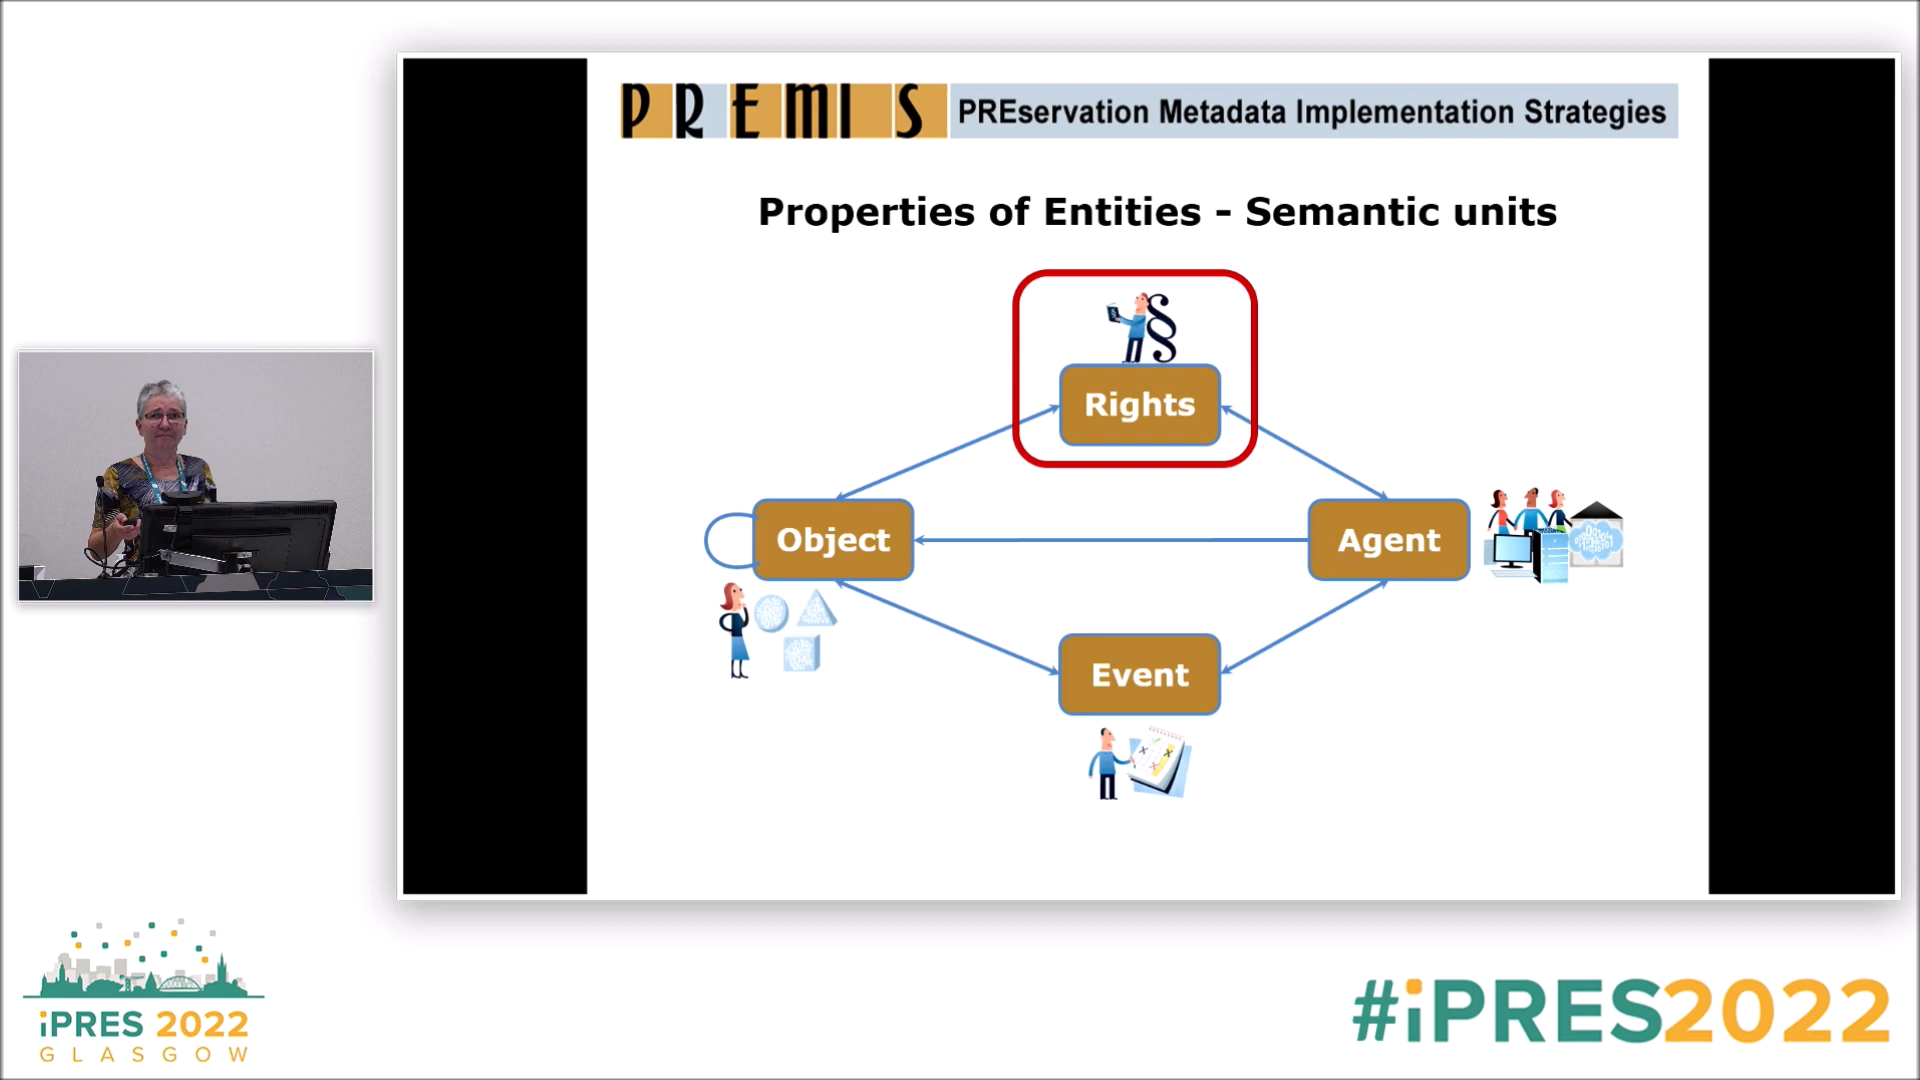 PREMIS PREservation Metadata Implementation Strategies
Properties of Entities - Semantic units
§
Rights
Object
Agent
Event
iPRES 2022
GLASGOW
#iPRES2022